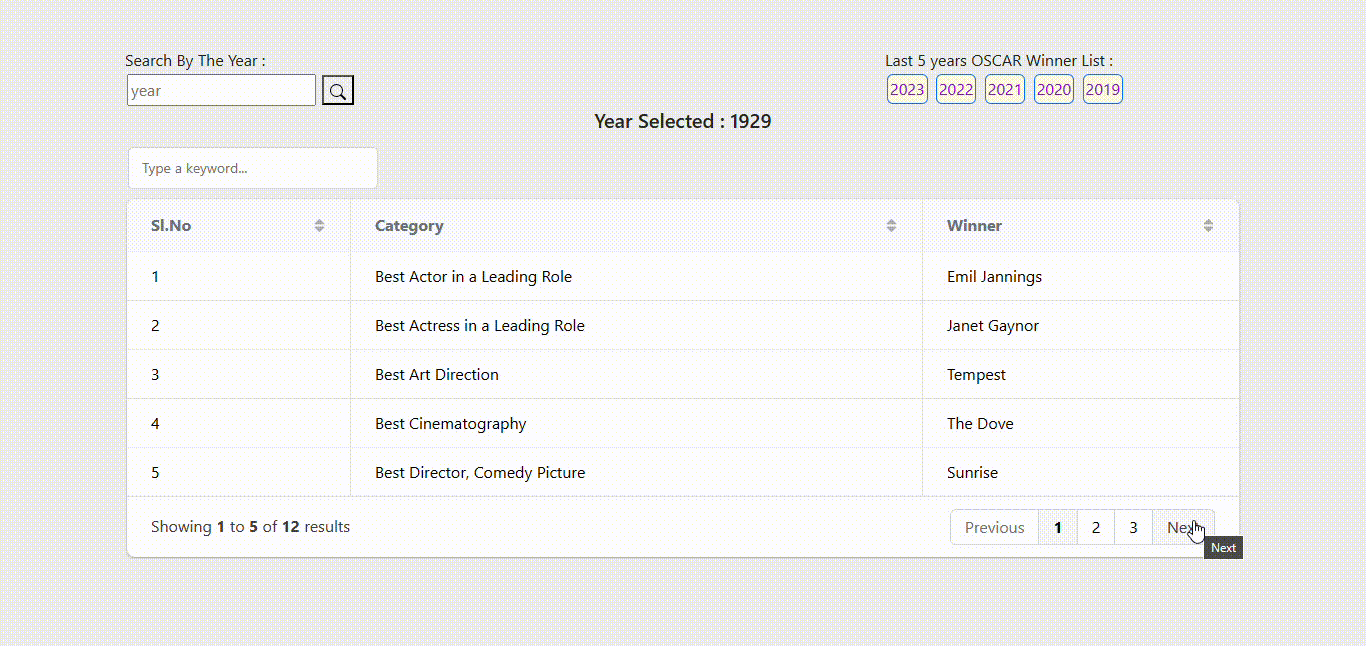 Search By The Year :
Last 5 years OSCAR Winner List :
year
2023 2022 2021 2020 2019
Year Selected : 1929
Type a keyword...
Sl.No Category Winner
1 Best Actor in a Leading Role Emil Jannings
2 Best Actress in a Leading Role Janet Gaynor
3 Best Art Direction Tempest
4 Best Cinematography The Dove
5 Best Director, Comedy Picture Sunrise
Showing 1 to 5 of 12 results
Previous 1 2 3 Next
Next